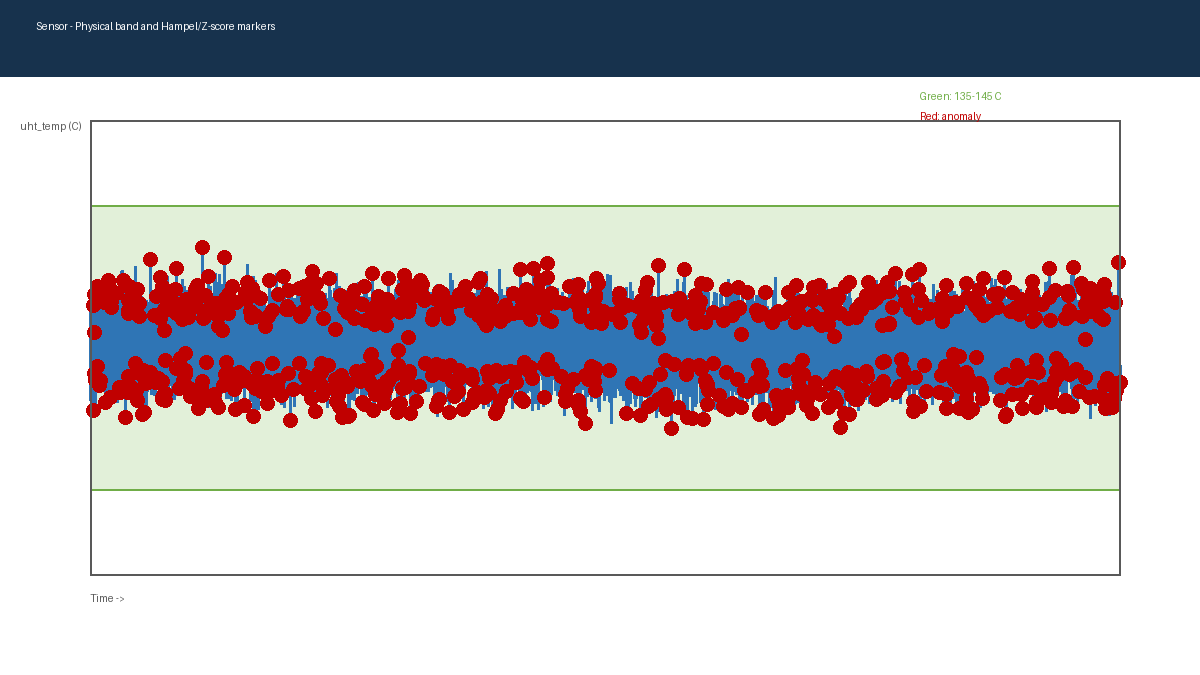 Sensor - Physical band and Hampel/Z-score markers
Green: 135-145 C
Red: anomaly
uht_temp (C)
Time ->